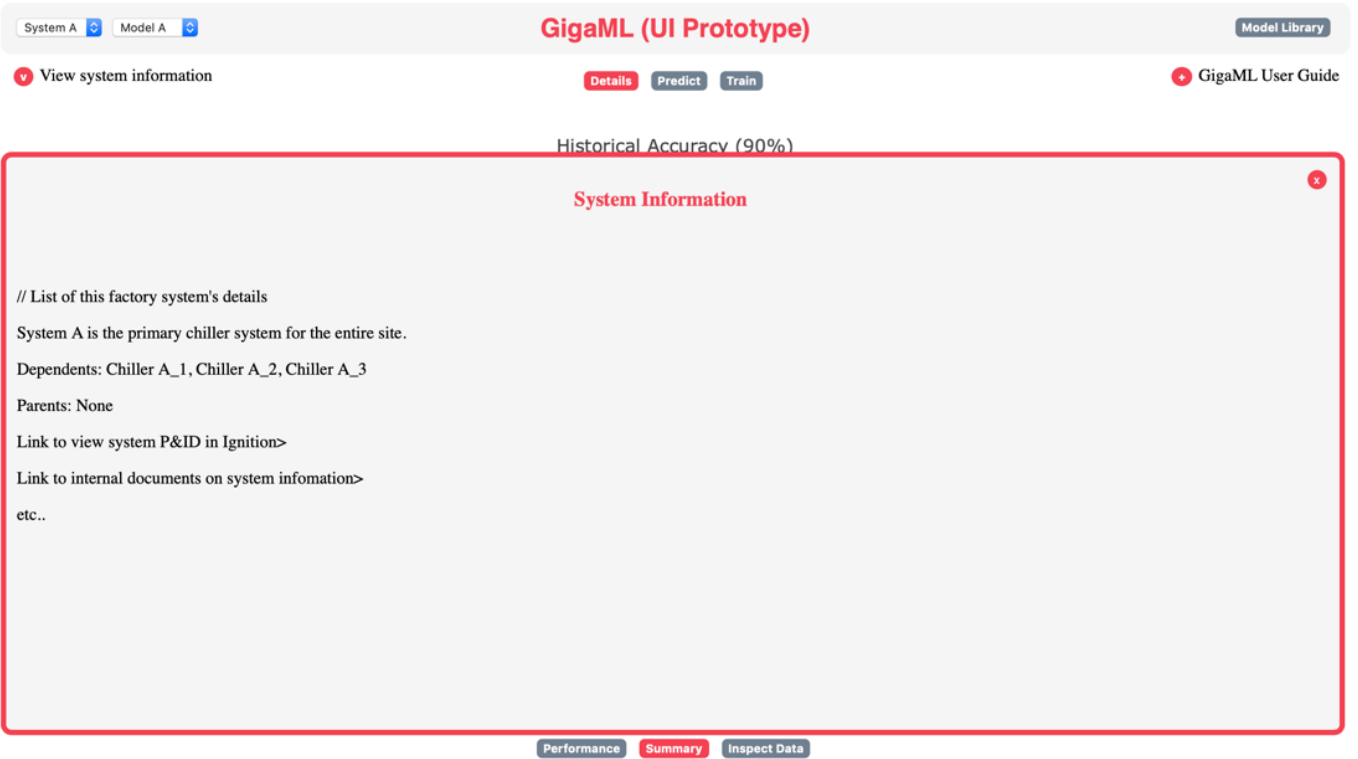 System A Model A GigaML (UI Prototype) Model Library
v View system information Details Predict Train + GigaML User Guide
Historical Accuracy (90%)
x
System Information
// List of this factory system's details
System A is the primary chiller system for the entire site.
Dependents: Chiller A_1, Chiller A_2, Chiller A_3
Parents: None
Link to view system P&ID in Ignition>
Link to internal documents on system infomation>
etc..
Performance Summary Inspect Data